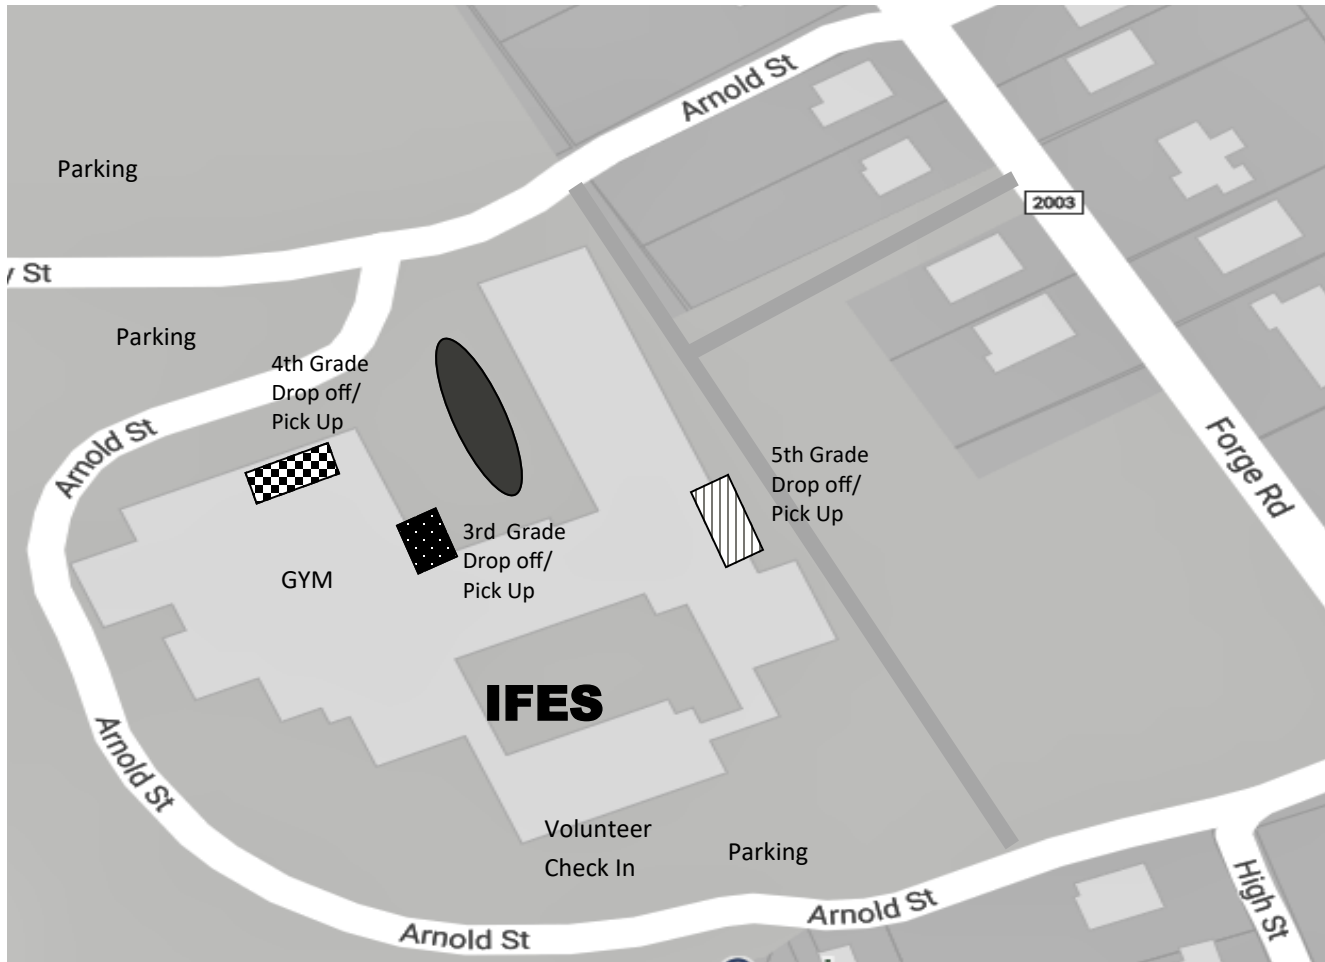 Arnold St
Parking
2003
y St
Parking
4th Grade
Drop off/
Pick Up
Arnold St
5th Grade
Drop off/
Pick Up
Forge Rd
3rd  Grade
Drop off/
Pick Up
GYM
IFES
Arnold St
Volunteer
Check In
Parking
Arnold St
High St
Arnold St